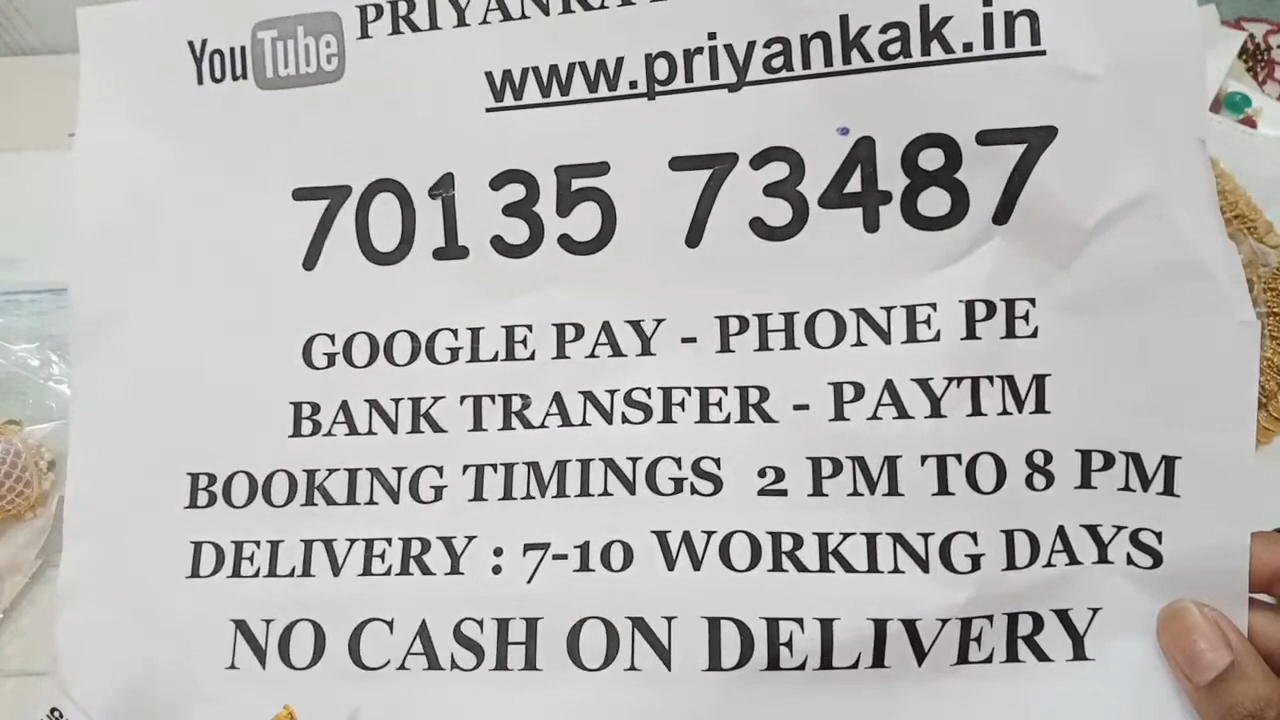 YouTube PRIYANKA
www.priyankak.in
70135 73487
GOOGLE PAY - PHONE PE
BANK TRANSFER - PAYTM
BOOKING TIMINGS 2 PM TO 8 PM
DELIVERY : 7-10 WORKING DAYS
NO CASH ON DELIVERY